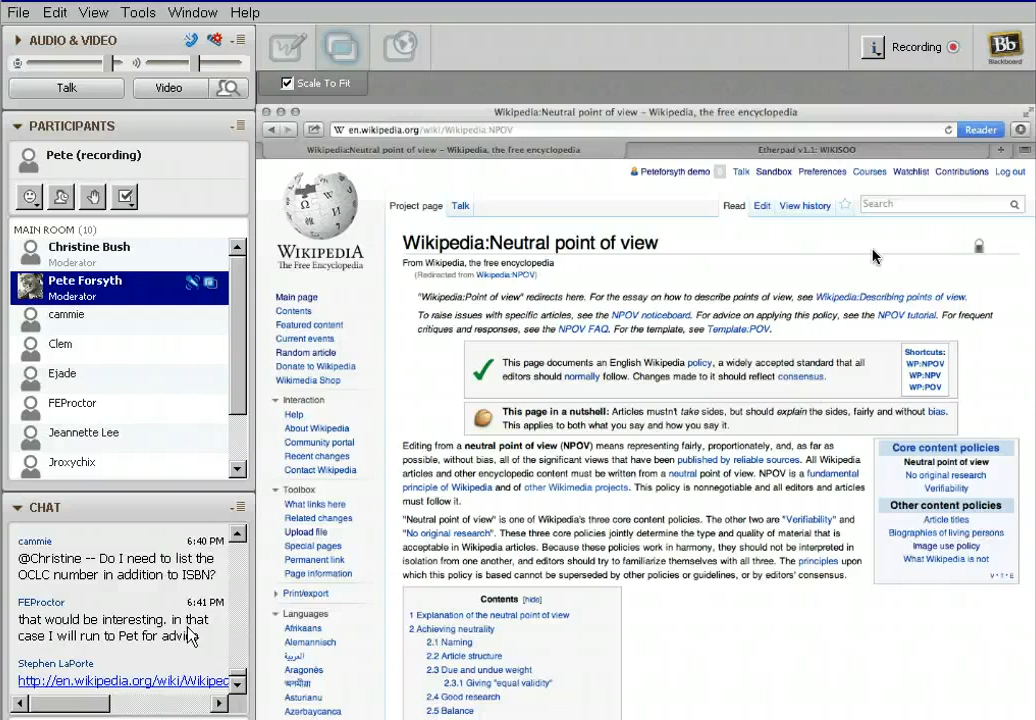 File Edit View Tools Window Help
AUDIO & VIDEO
Talk
Video
Scale To Fit
i
Recording
Bb
Blackboard
PARTICIPANTS
Pete (recording)
MAIN ROOM (10)
Christine Bush
Moderator
Pete Forsyth
Moderator
cammie
Clem
Ejade
FEProctor
Jeannette Lee
Jroxychix
CHAT
cammie 6:40 PM
@Christine -- Do I need to list the
OCLC number in addition to ISBN?
FEProctor 6:41 PM
that would be interesting. in that
case I will run to Pet for advice
Stephen LaPorte
http://en.wikipedia.org/wiki/Wikipec
Wikipedia:Neutral point of view – Wikipedia, the free encyclopedia
W en.wikipedia.org/wiki/Wikipedia:NPOV
Reader
Wikipedia:Neutral point of view – Wikipedia, the free encyclopedia
Etherpad v1.1: WIKISOO
Peteforsyth demo 0 Talk Sandbox Preferences Courses Watchlist Contributions Log out
WIKIPEDIA
The Free Encyclopedia
Main page
Contents
Featured content
Current events
Random article
Donate to Wikipedia
Wikimedia Shop
Interaction
Help
About Wikipedia
Community portal
Recent changes
Contact Wikipedia
Toolbox
What links here
Related changes
Upload file
Special pages
Permanent link
Page information
Print/export
Languages
Afrikaans
Alemannisch
العربية
Aragonés
অসমীয়া
Asturianu
Azərbaycanca
Project page Talk
Read Edit View history
Search
Wikipedia:Neutral point of view
From Wikipedia, the free encyclopedia
(Redirected from Wikipedia:NPOV)
"Wikipedia:Point of view" redirects here. For the essay on how to describe points of view, see Wikipedia:Describing points of view.
To raise issues with specific articles, see the NPOV noticeboard. For advice on applying this policy, see the NPOV tutorial. For frequent
critiques and responses, see the NPOV FAQ. For the template, see Template:POV.
This page documents an English Wikipedia policy, a widely accepted standard that all
editors should normally follow. Changes made to it should reflect consensus.
Shortcuts:
WP:NPOV
WP:NPV
WP:POV
This page in a nutshell: Articles mustn't take sides, but should explain the sides, fairly and without bias.
This applies to both what you say and how you say it.
Editing from a neutral point of view (NPOV) means representing fairly, proportionately, and, as far as
possible, without bias, all of the significant views that have been published by reliable sources. All Wikipedia
articles and other encyclopedic content must be written from a neutral point of view. NPOV is a fundamental
principle of Wikipedia and of other Wikimedia projects. This policy is nonnegotiable and all editors and articles
must follow it.
"Neutral point of view" is one of Wikipedia's three core content policies. The other two are "Verifiability" and
"No original research". These three core policies jointly determine the type and quality of material that is
acceptable in Wikipedia articles. Because these policies work in harmony, they should not be interpreted in
isolation from one another, and editors should try to familiarize themselves with all three. The principles upon
which this policy is based cannot be superseded by other policies or guidelines, or by editors' consensus.
Core content policies
Neutral point of view
No original research
Verifiability
Other content policies
Article titles
Biographies of living persons
Image use policy
What Wikipedia is not
V·T·E
Contents [hide]
1 Explanation of the neutral point of view
2 Achieving neutrality
2.1 Naming
2.2 Article structure
2.3 Due and undue weight
2.3.1 Giving "equal validity"
2.4 Good research
2.5 Balance